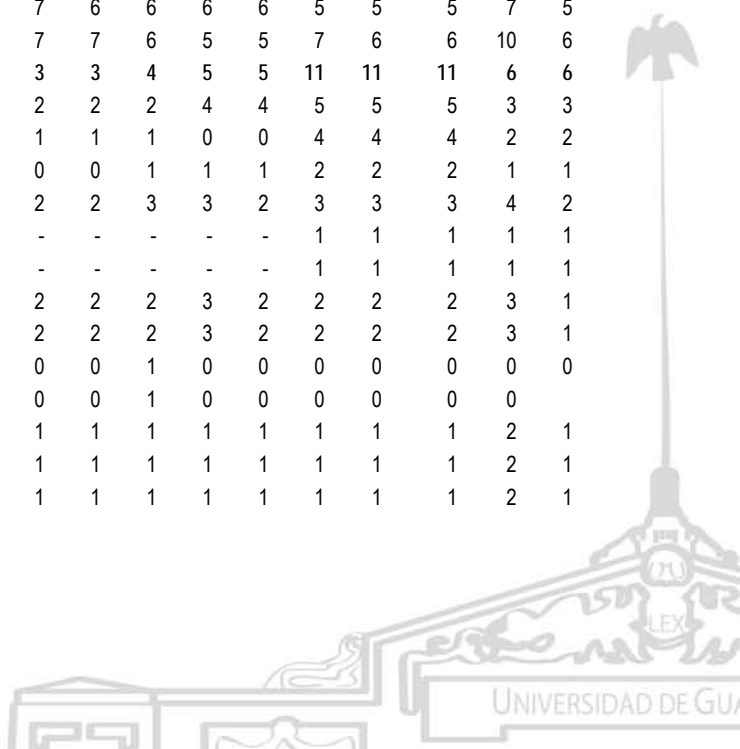 7 6 6 6 6 5 5 5 7 5
7 7 6 5 5 7 6 6 10 6
3 3 4 5 5 11 11 11 6 6
2 2 2 4 4 5 5 5 3 3
1 1 1 0 0 4 4 4 2 2
0 0 1 1 1 2 2 2 1 1
2 2 3 3 2 3 3 3 4 2
- - - - - 1 1 1 1 1
- - - - - 1 1 1 1 1
2 2 2 3 2 2 2 2 3 1
2 2 2 3 2 2 2 2 3 1
0 0 1 0 0 0 0 0 0 0
0 0 1 0 0 0 0 0 0
1 1 1 1 1 1 1 1 2 1
1 1 1 1 1 1 1 1 2 1
1 1 1 1 1 1 1 1 2 1
LEX
UNIVERSIDAD DE GUA